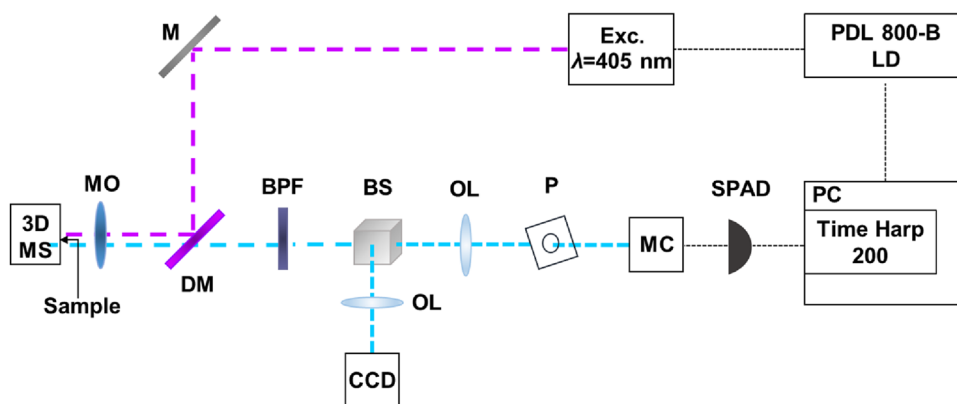 M
Exc.
λ=405 nm
PDL 800-B
LD
MO
BPF
BS
OL
P
SPAD
PC
3D
MS
MC
Time Harp
200
DM
Sample
OL
CCD